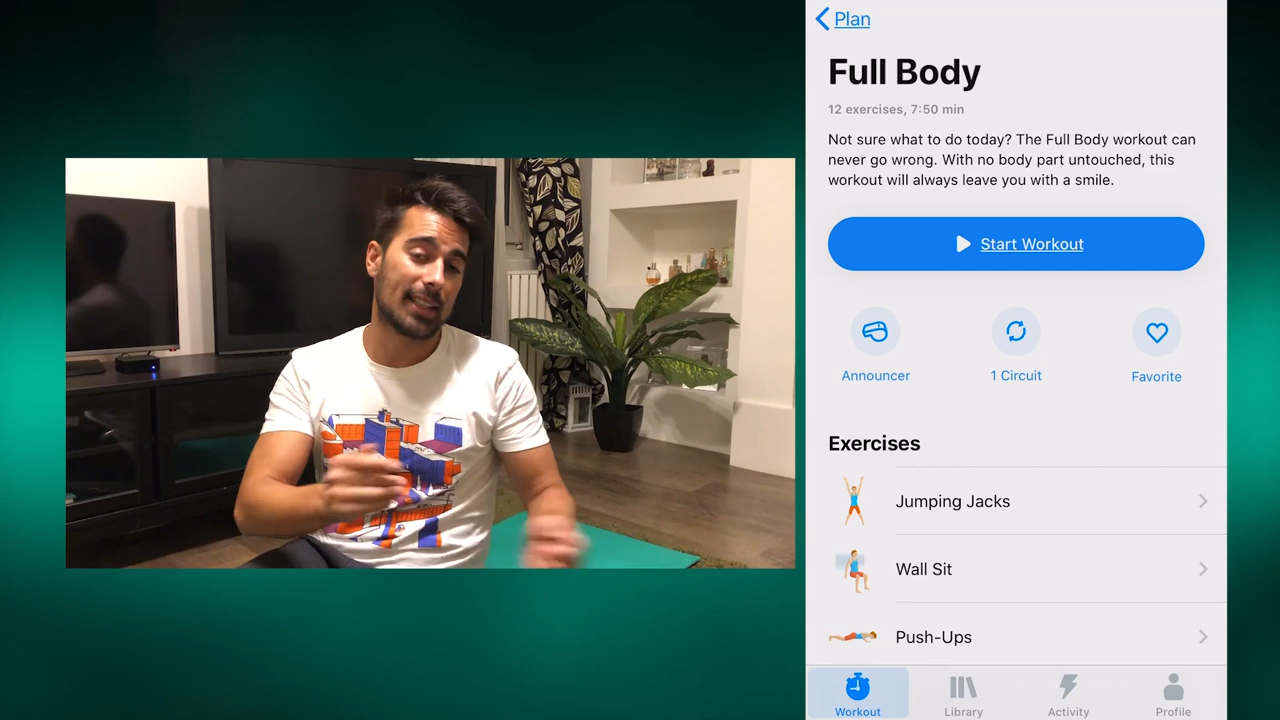 Plan
Full Body
12 exercises, 7:50 min
Not sure what to do today? The Full Body workout can
never go wrong. With no body part untouched, this
workout will always leave you with a smile.
Start Workout
Announcer
1 Circuit
Favorite
Exercises
Jumping Jacks
Wall Sit
Push-Ups
Workout
Library
Activity
Profile